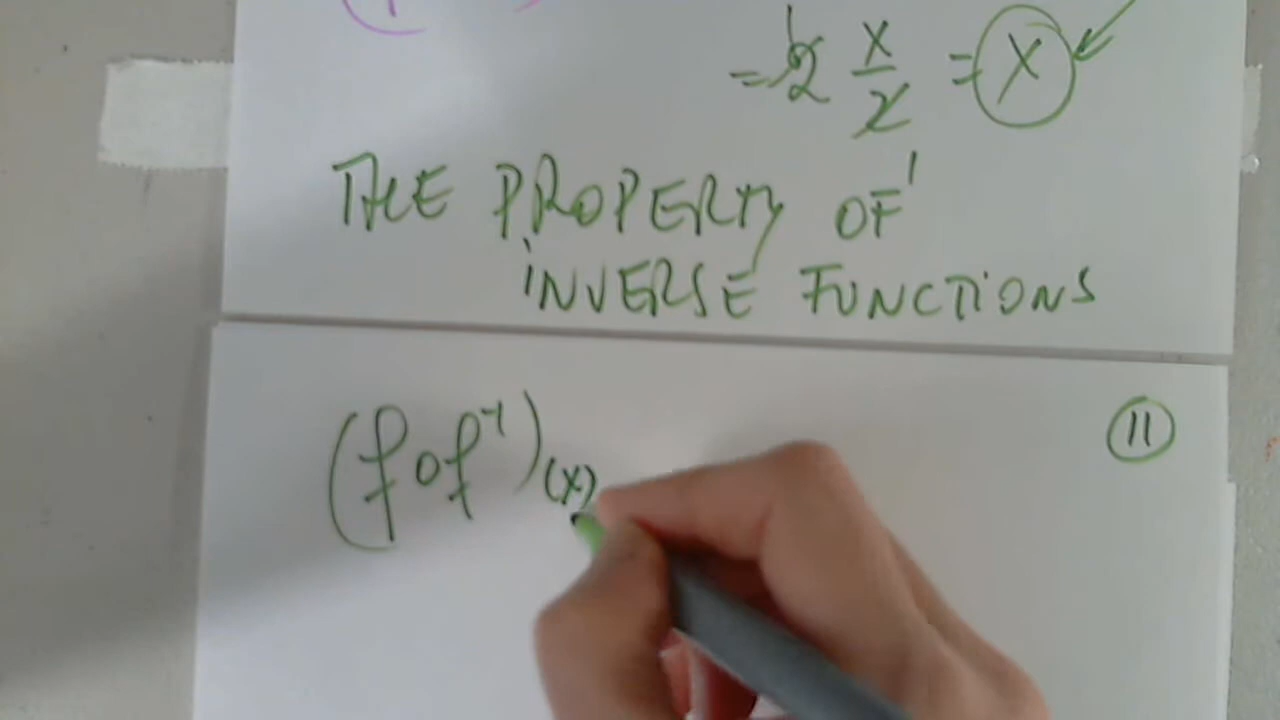 = 2 x/2 = x
THE PROPERTY OF
INVERSE FUNCTIONS
(f o f⁻¹)(x)
11